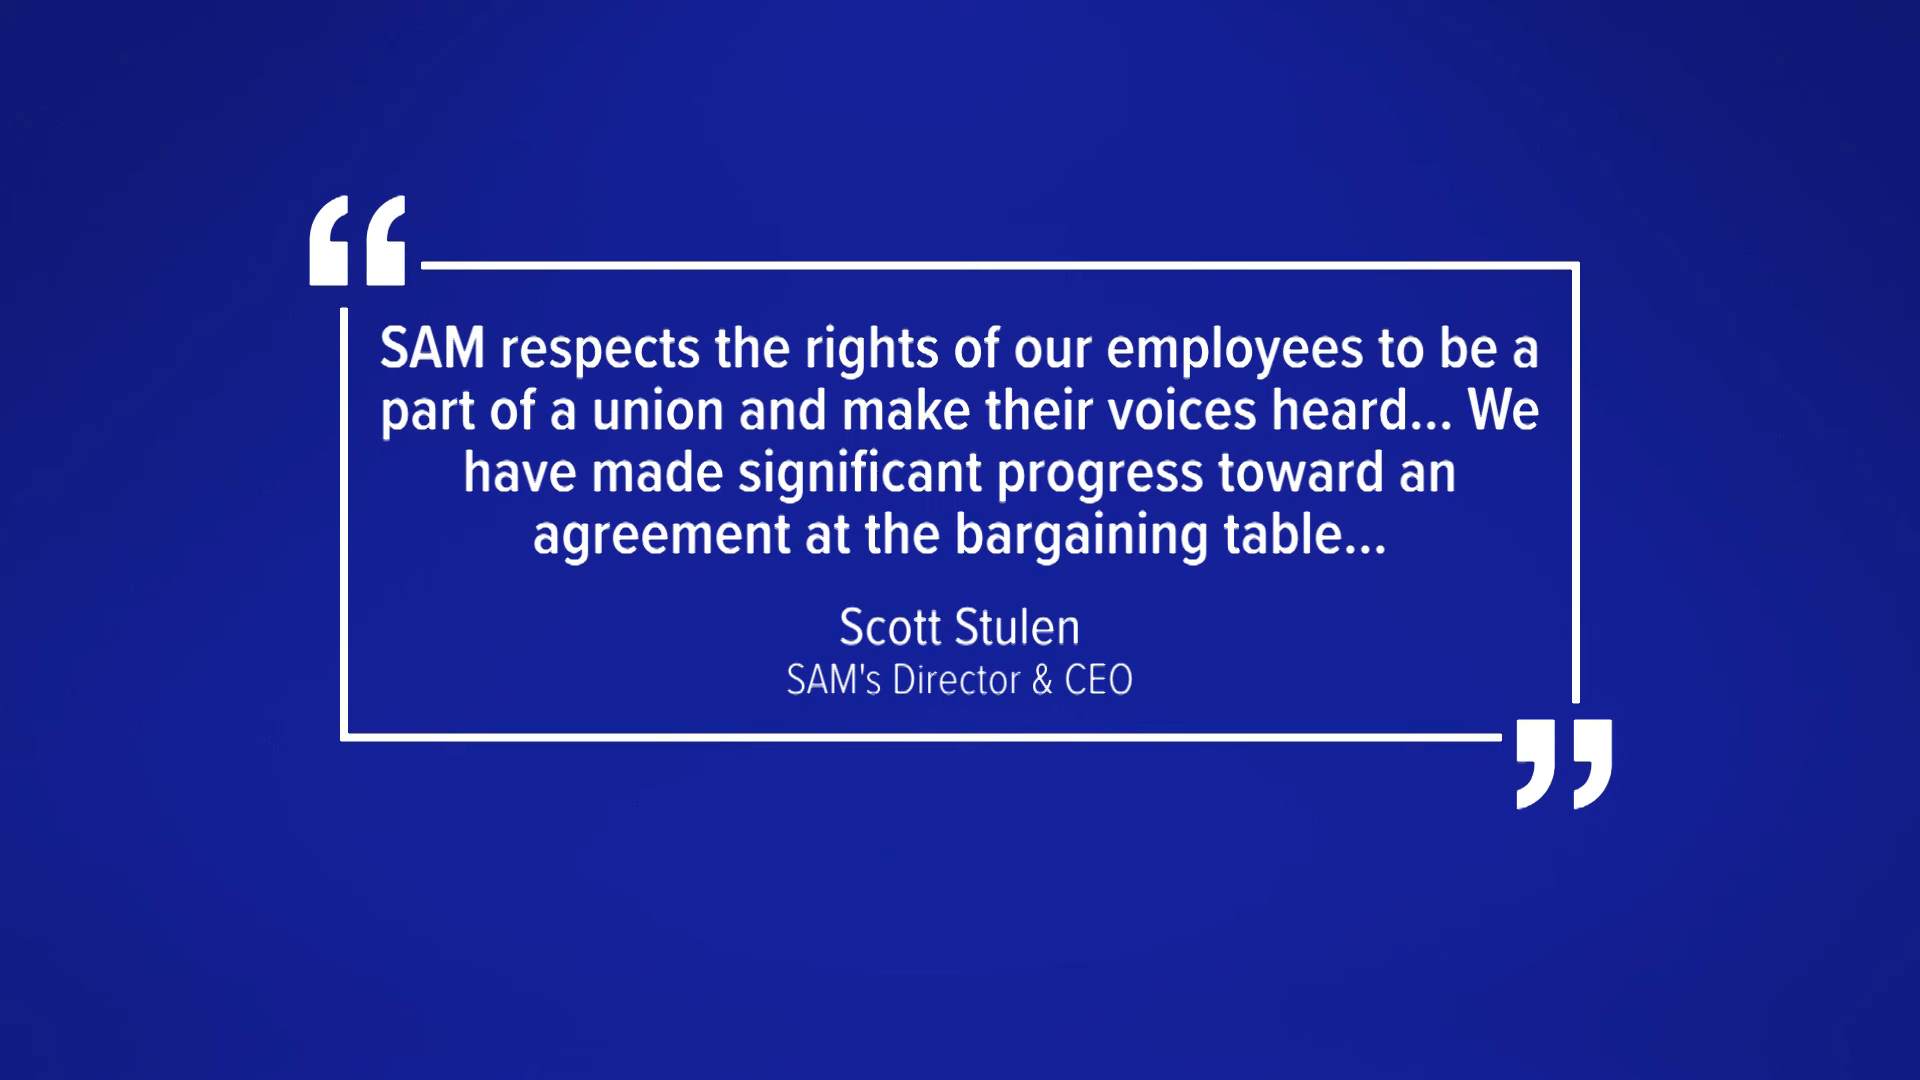 “
SAM respects the rights of our employees to be a
part of a union and make their voices heard... We
have made significant progress toward an
agreement at the bargaining table...
Scott Stulen
SAM's Director & CEO
”